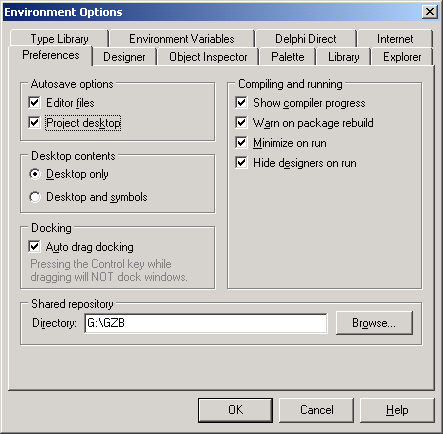 Environment Options
Type Library Environment Variables Delphi Direct Internet
Preferences Designer Object Inspector Palette Library Explorer
Autosave options
Editor files
Project desktop
Desktop contents
Desktop only
Desktop and symbols
Docking
Auto drag docking
Pressing the Control key while
dragging will NOT dock windows.
Compiling and running
Show compiler progress
Warn on package rebuild
Minimize on run
Hide designers on run
Shared repository
Directory: G:\GZB Browse...
OK Cancel Help